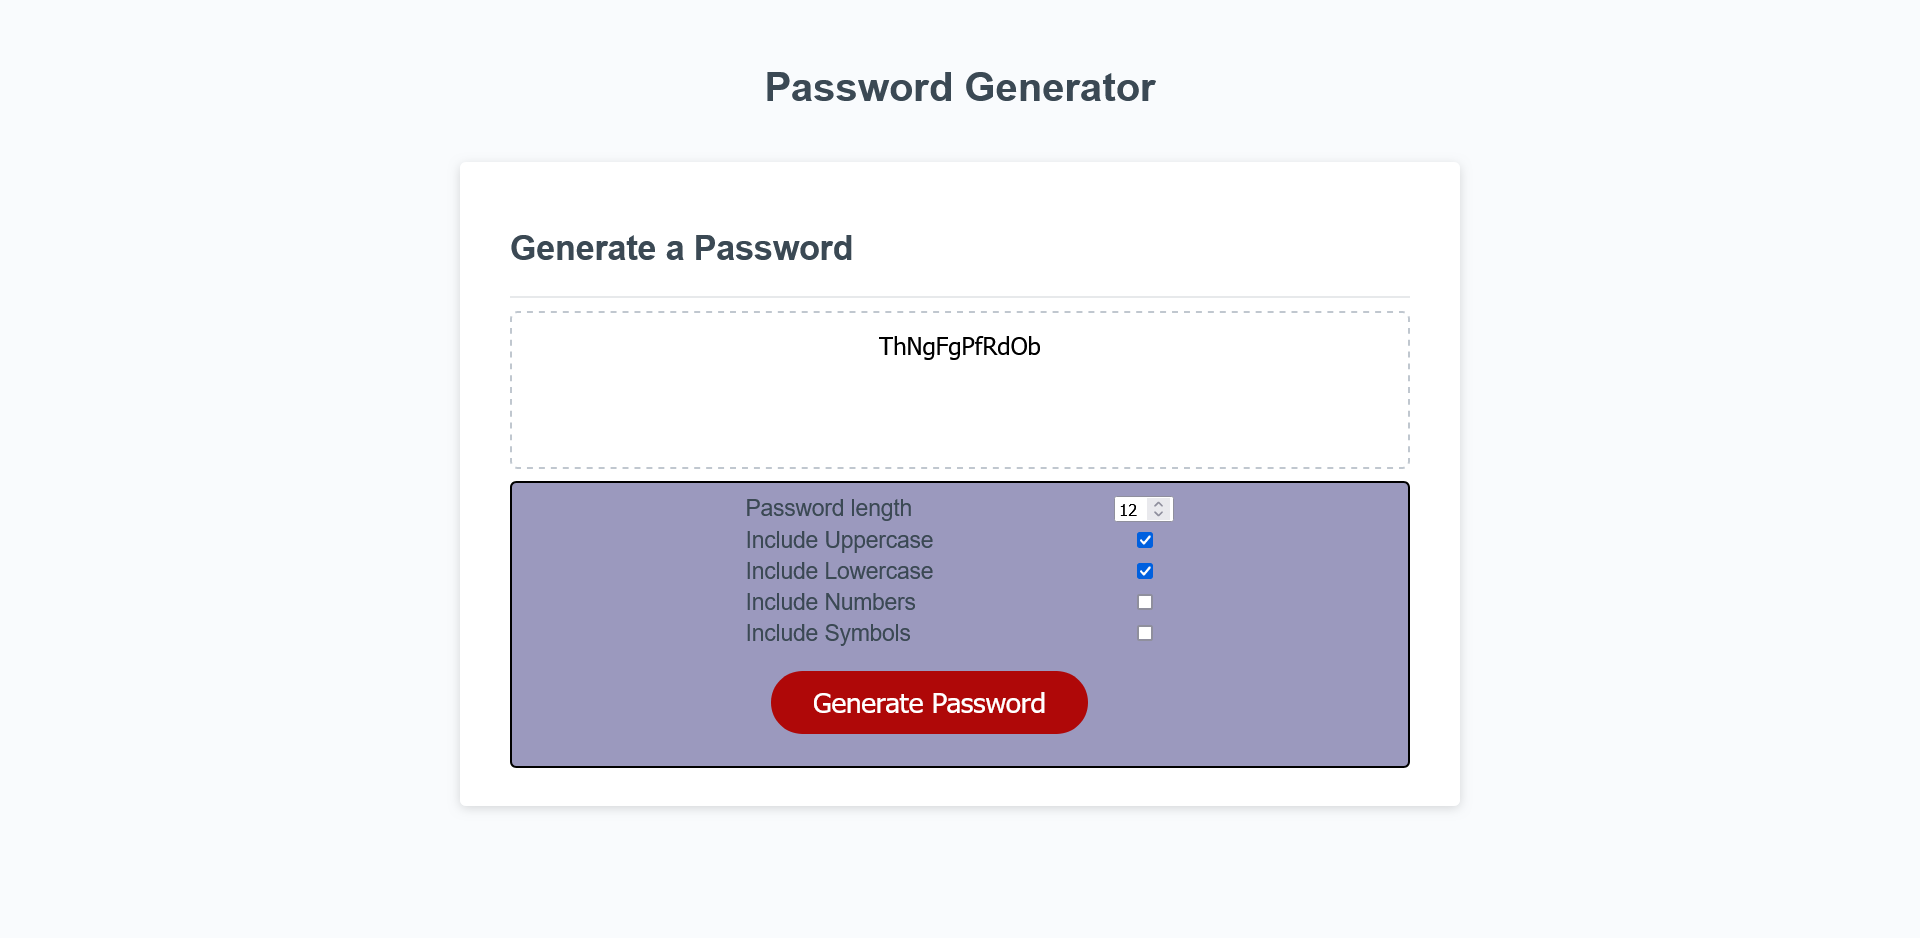 Password Generator
Generate a Password
ThNgFgPfRdOb
Password length 12
Include Uppercase
Include Lowercase
Include Numbers
Include Symbols
Generate Password